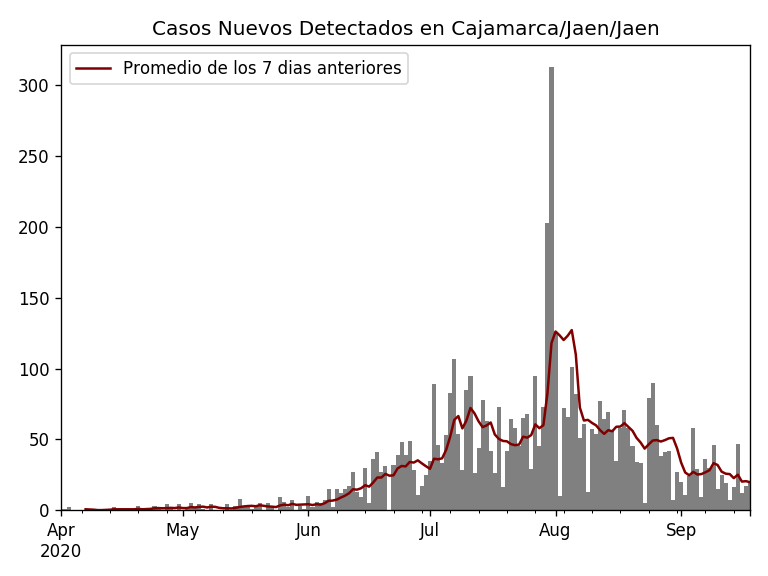 Casos Nuevos Detectados en Cajamarca/Jaen/Jaen
Promedio de los 7 dias anteriores
300
250
200
150
100
50
0
Apr May Jun Jul Aug Sep
2020